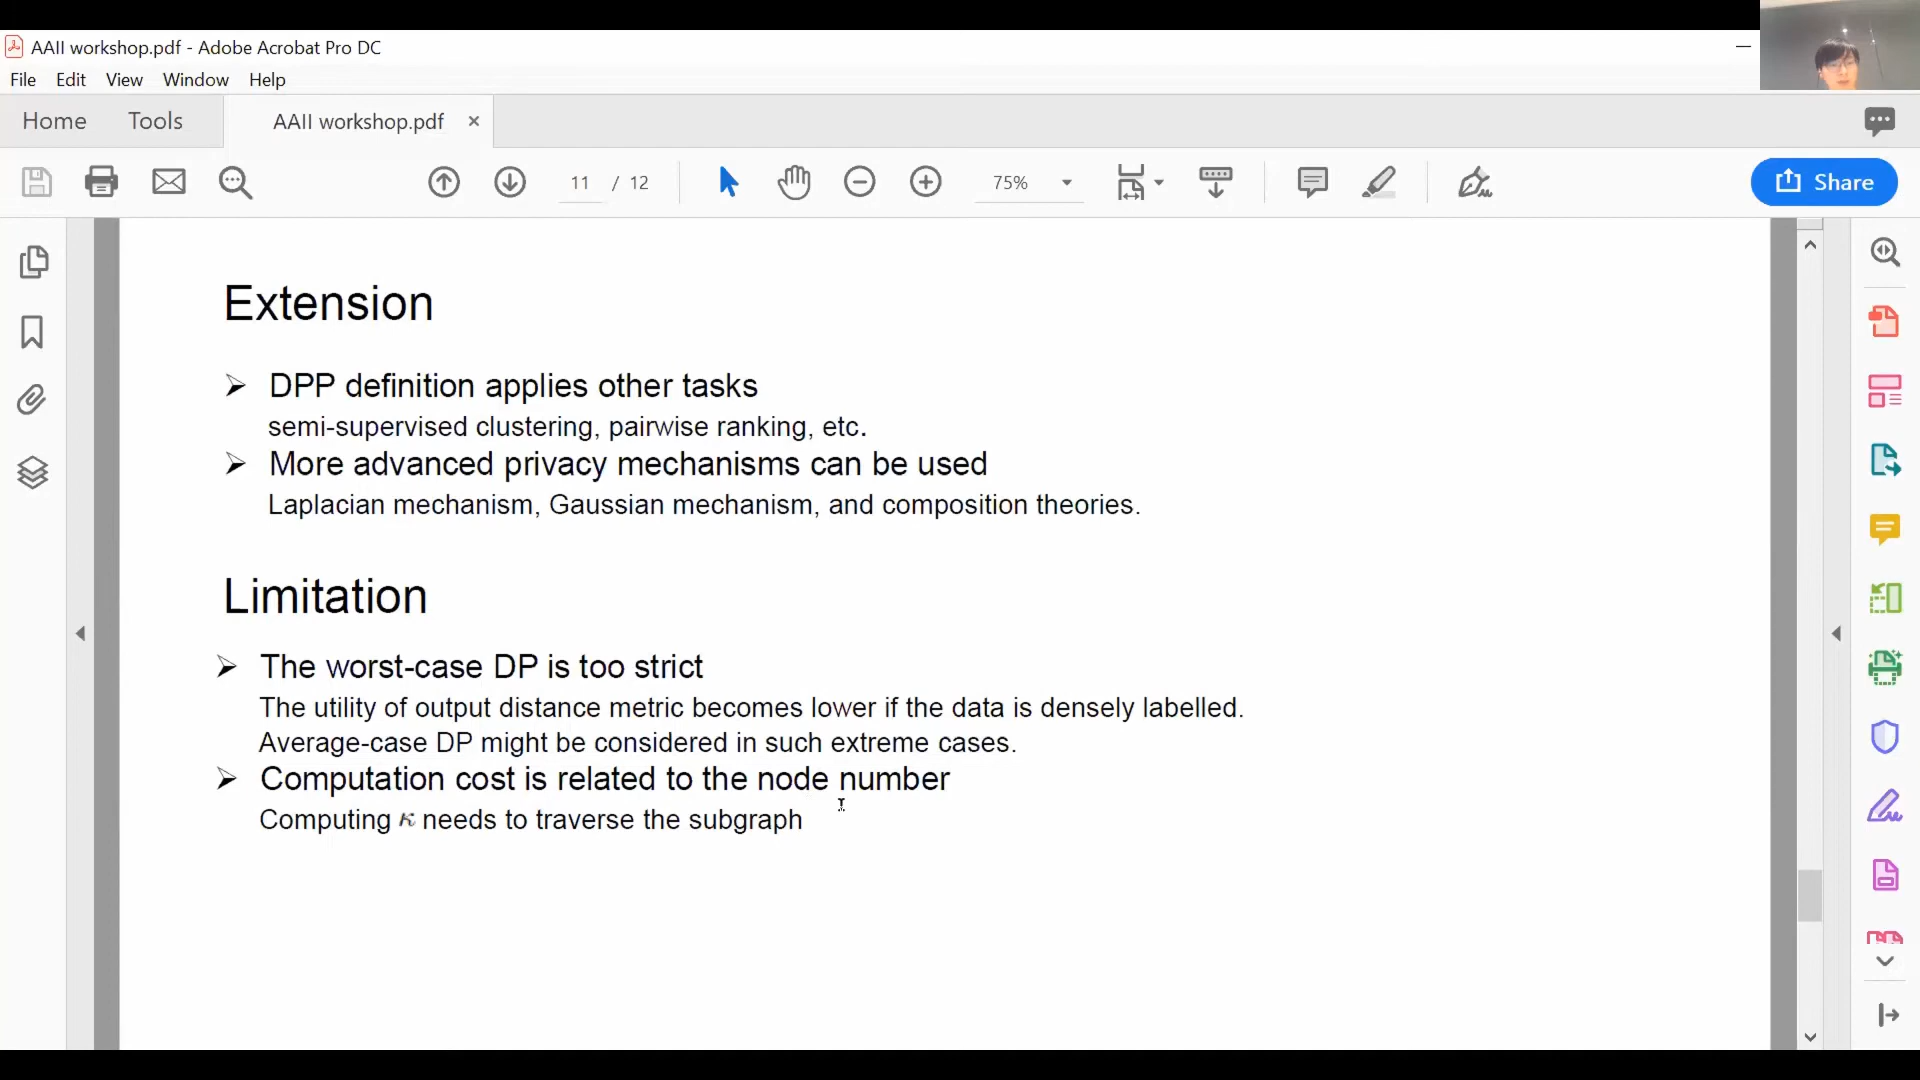 AAII workshop.pdf - Adobe Acrobat Pro DC
File Edit View Window Help
Home Tools AAII workshop.pdf ×
11 / 12 75% Share
Extension
➢ DPP definition applies other tasks
semi-supervised clustering, pairwise ranking, etc.
➢ More advanced privacy mechanisms can be used
Laplacian mechanism, Gaussian mechanism, and composition theories.
Limitation
➢ The worst-case DP is too strict
The utility of output distance metric becomes lower if the data is densely labelled.
Average-case DP might be considered in such extreme cases.
➢ Computation cost is related to the node number
Computing κ needs to traverse the subgraph